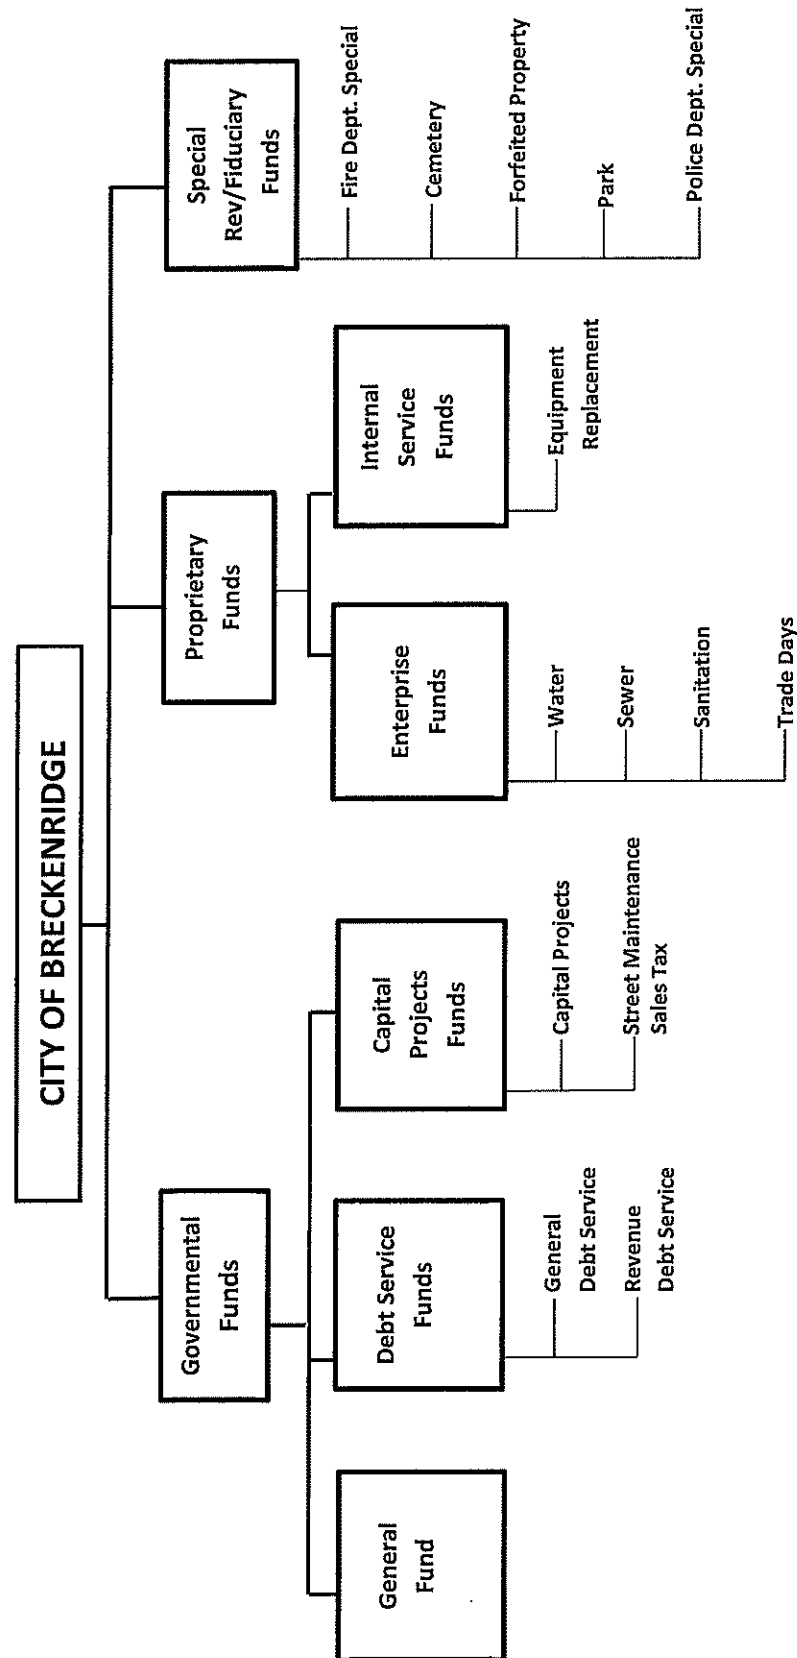 CITY OF BRECKENRIDGE
Governmental
Funds
Proprietary
Funds
Special
Rev/Fiduciary
Funds
General
Fund
Debt Service
Funds
Capital
Projects
Funds
Enterprise
Funds
Internal
Service
Funds
General
Debt Service
Revenue
Debt Service
Capital Projects
Street Maintenance
Sales Tax
Water
Sewer
Sanitation
Trade Days
Equipment
Replacement
Fire Dept. Special
Cemetery
Forfeited Property
Park
Police Dept. Special